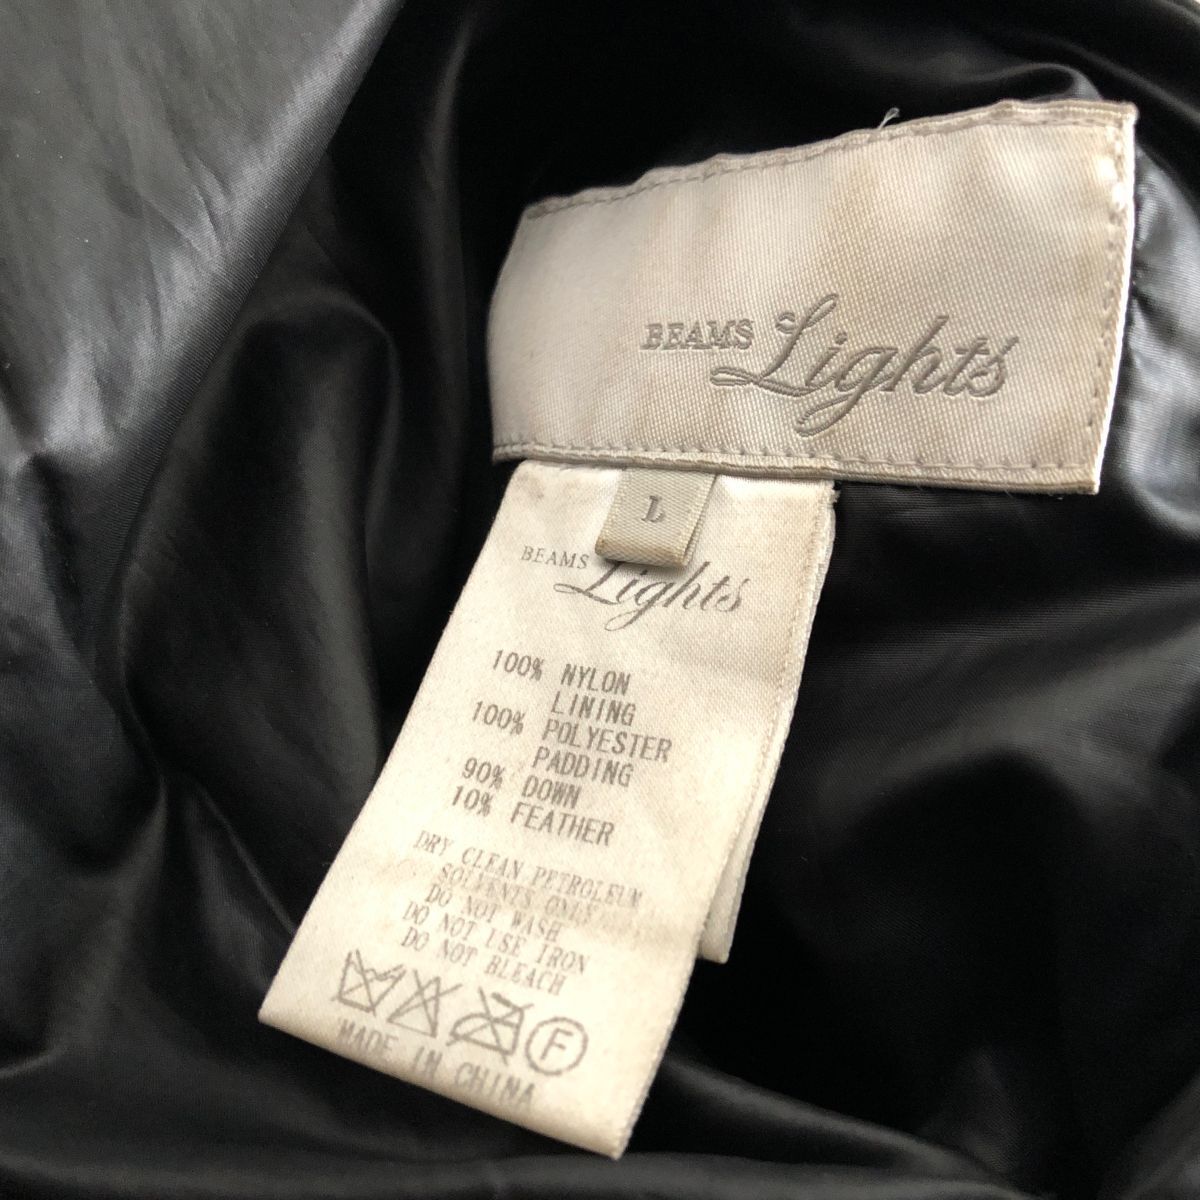 BEAMS Lights
L
BEAMS Lights
100% NYLON
LINING
100% POLYESTER
PADDING
90% DOWN
10% FEATHER
DRY CLEAN PETROLEUM
SOLVENTS ONLY
DO NOT WASH
DO NOT USE IRON
DO NOT BLEACH
F
MADE IN CHINA